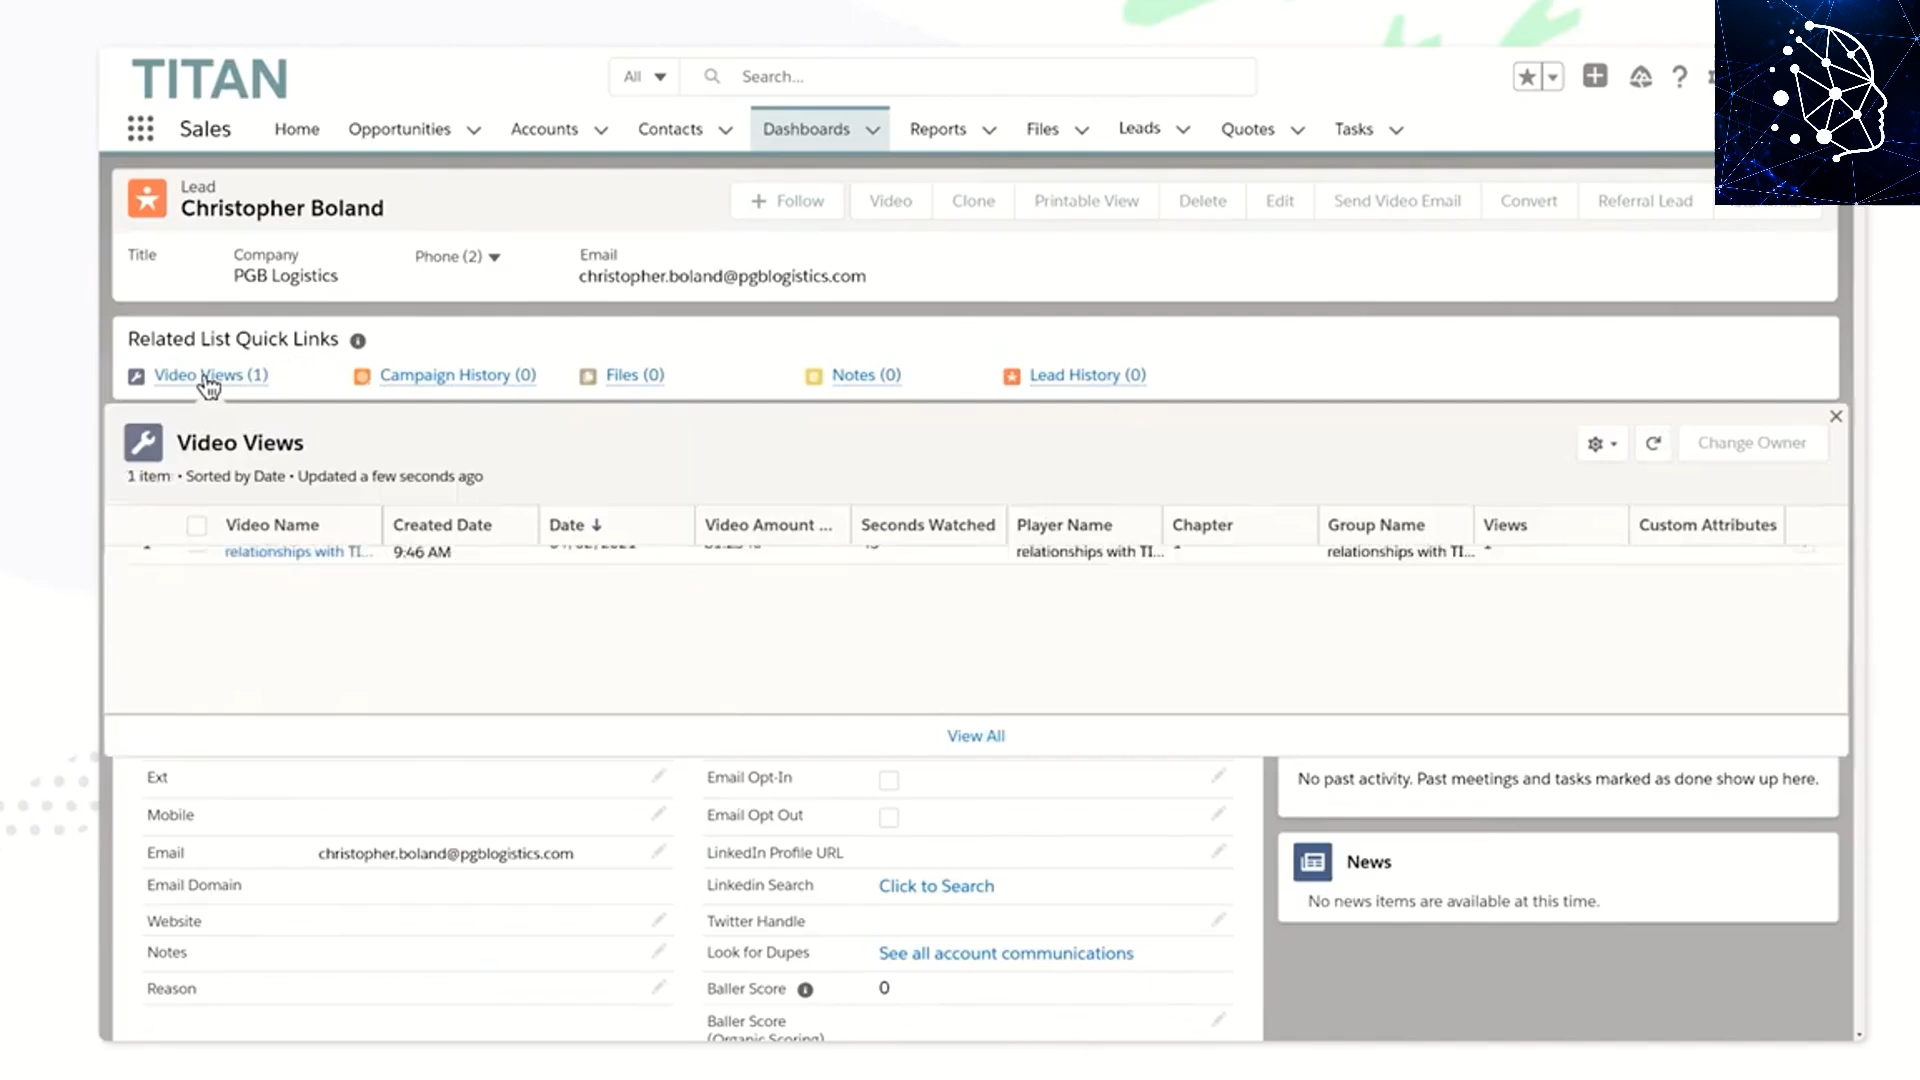 TITAN
All
Search...
Sales
Home
Opportunities
Accounts
Contacts
Dashboards
Reports
Files
Leads
Quotes
Tasks
Lead
Christopher Boland
+ Follow
Video
Clone
Printable View
Delete
Edit
Send Video Email
Convert
Referral Lead
Title
Company
PGB Logistics
Phone (2)
Email
christopher.boland@pgblogistics.com
Related List Quick Links
Video Views (1)
Campaign History (0)
Files (0)
Notes (0)
Lead History (0)
Video Views
1 item • Sorted by Date • Updated a few seconds ago
Change Owner
Video Name
Created Date
Date
Video Amount ...
Seconds Watched
Player Name
Chapter
Group Name
Views
Custom Attributes
relationships with TI...
9:46 AM
relationships with TI...
relationships with TI...
View All
Ext
Mobile
Email
christopher.boland@pgblogistics.com
Email Domain
Website
Notes
Reason
Email Opt-In
Email Opt Out
LinkedIn Profile URL
Linkedin Search
Click to Search
Twitter Handle
Look for Dupes
See all account communications
Baller Score
0
Baller Score
(Organic Scoring)
No past activity. Past meetings and tasks marked as done show up here.
News
No news items are available at this time.